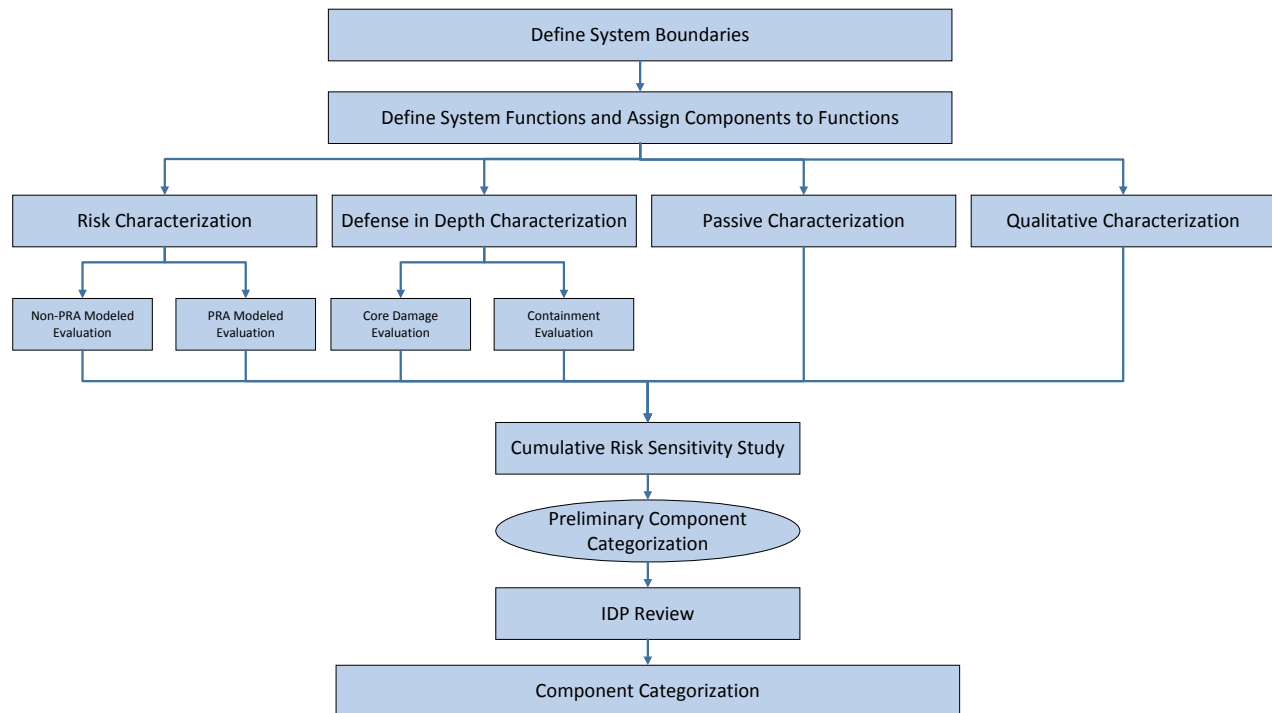 Define System Boundaries
Define System Functions and Assign Components to Functions
Risk Characterization
Defense in Depth Characterization
Passive Characterization
Qualitative Characterization
Non-PRA Modeled
Evaluation
PRA Modeled
Evaluation
Core Damage
Evaluation
Containment
Evaluation
Cumulative Risk Sensitivity Study
Preliminary Component
Categorization
IDP Review
Component Categorization